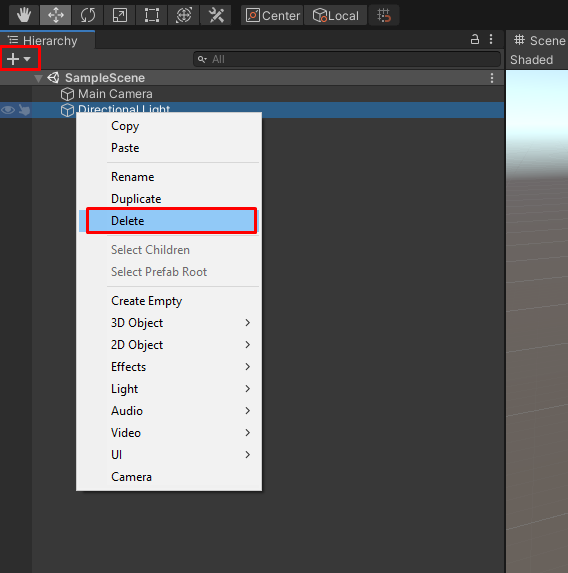 Center Local
Hierarchy
Scene
All
Shaded
SampleScene
Main Camera
Directional Light
Copy
Paste
Rename
Duplicate
Delete
Select Children
Select Prefab Root
Create Empty
3D Object
2D Object
Effects
Light
Audio
Video
UI
Camera